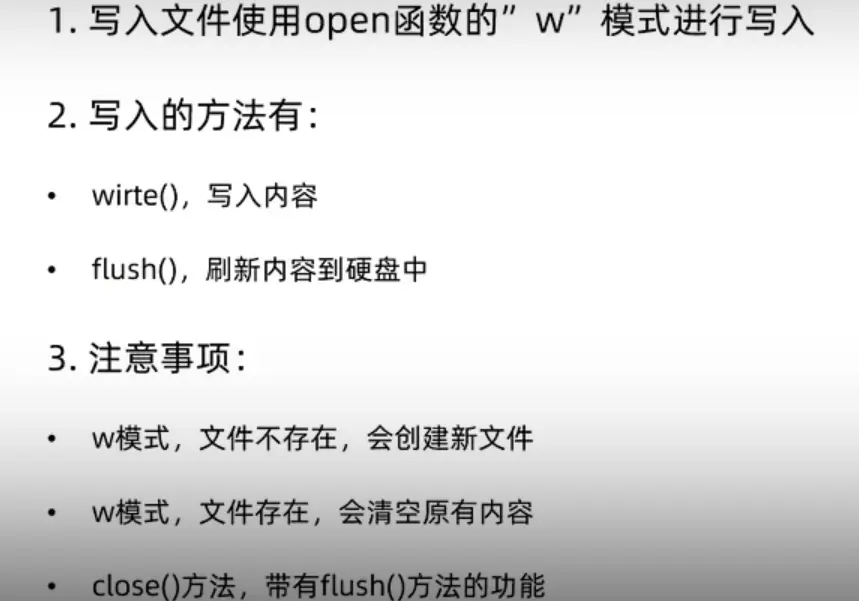 1. 写入文件使用open函数的”w”模式进行写入
2. 写入的方法有：
• wirte()，写入内容
• flush()，刷新内容到硬盘中
3. 注意事项：
• w模式，文件不存在，会创建新文件
• w模式，文件存在，会清空原有内容
• close()方法，带有flush()方法的功能